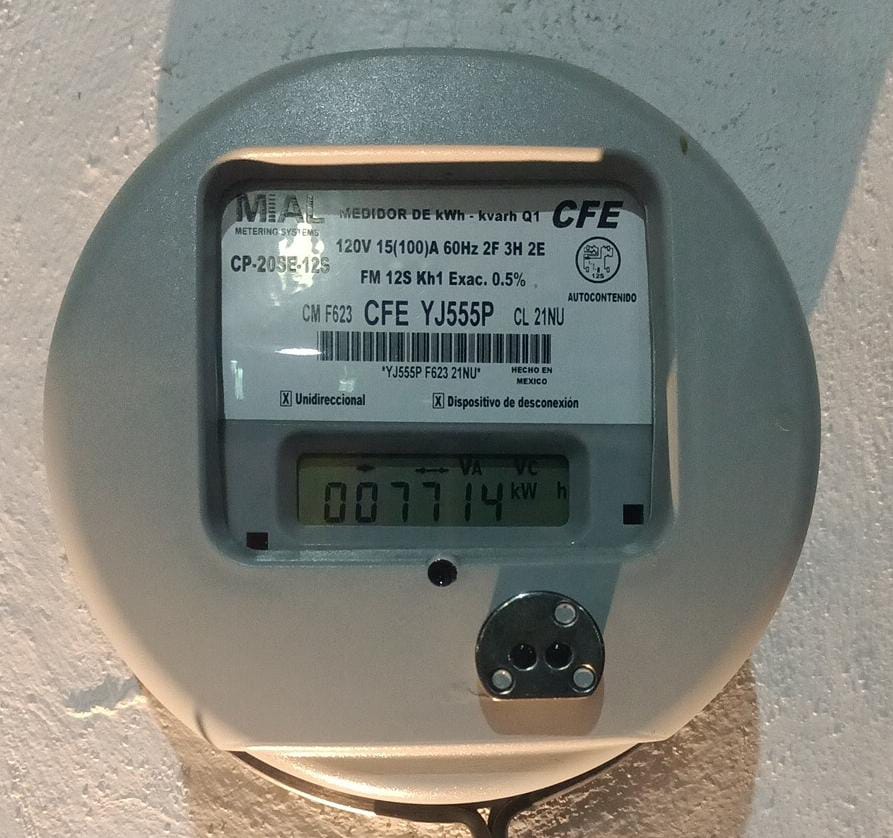 MIAL MEDIDOR DE kWh - kvarh Q1 CFE
METERING SYSTEMS
120V 15(100)A 60Hz 2F 3H 2E
CP-20SE-12S
FM 12S Kh1 Exac. 0.5%
12S
AUTOCONTENIDO
CM F623 CFE YJ555P CL 21NU
*YJ555P F623 21NU*
HECHO EN
MEXICO
X Unidireccional X Dispositivo de desconexión
VA VC
007714 kW h